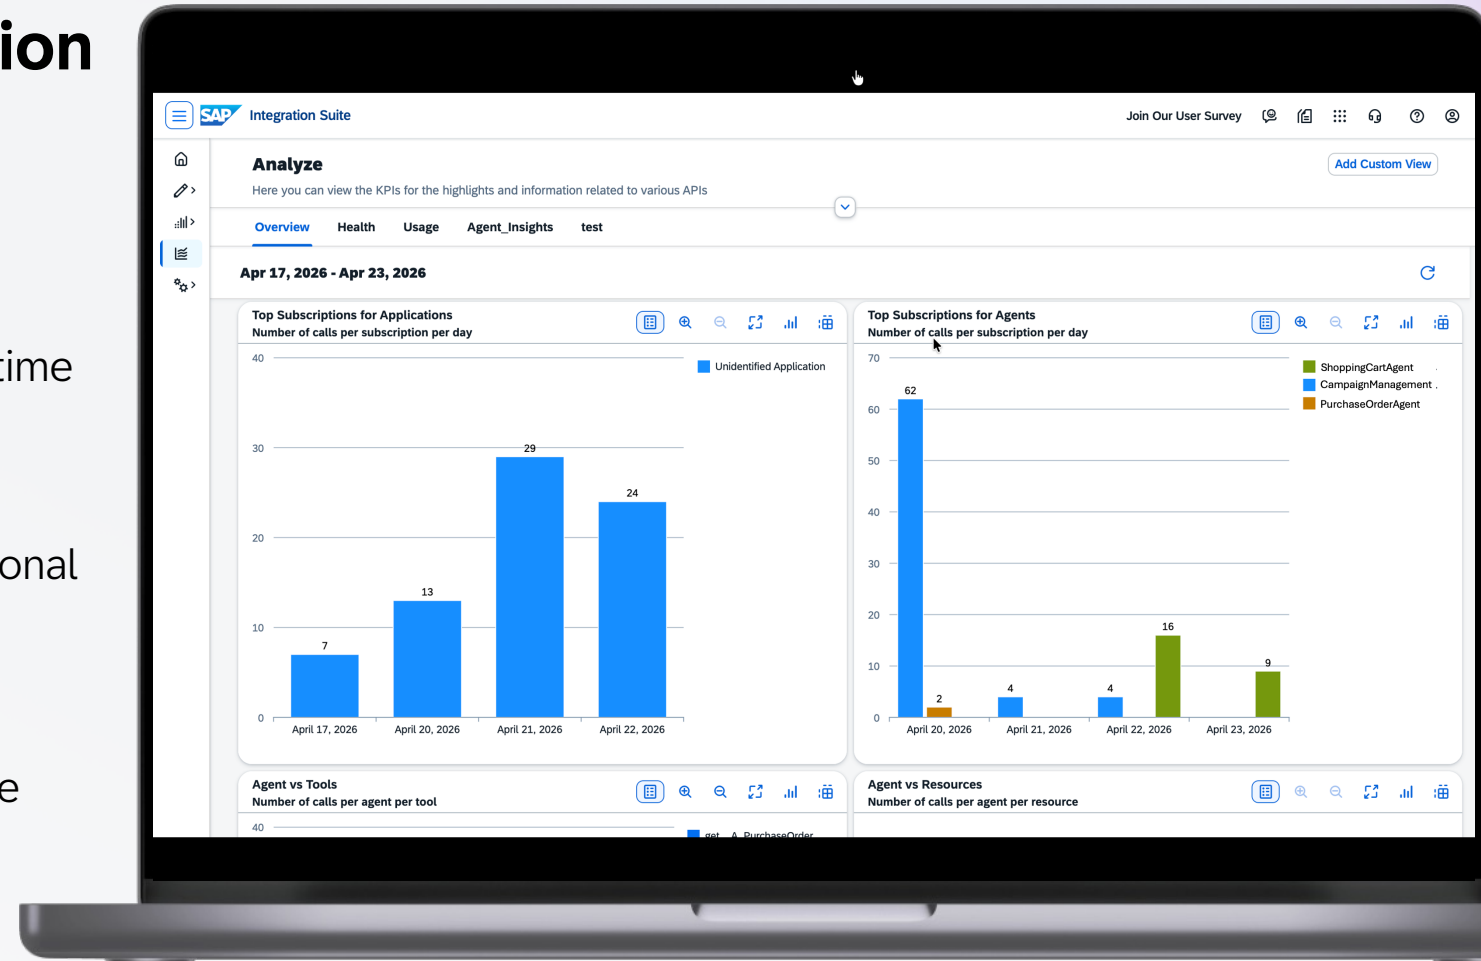 ion
time
onal
e
SAP Integration Suite
Join Our User Survey
Analyze
Add Custom View
Here you can view the KPIs for the highlights and information related to various APIs
Overview Health Usage Agent_Insights test
Apr 17, 2026 - Apr 23, 2026
Top Subscriptions for Applications
Number of calls per subscription per day
40
30
20
10
0
Unidentified Application
7
13
29
24
April 17, 2026 April 20, 2026 April 21, 2026 April 22, 2026
Top Subscriptions for Agents
Number of calls per subscription per day
70
60
50
40
30
20
10
0
ShoppingCartAgent
CampaignManagement
PurchaseOrderAgent
62
2
4
4
16
9
April 20, 2026 April 21, 2026 April 22, 2026 April 23, 2026
Agent vs Tools
Number of calls per agent per tool
40
get__A_PurchaseOrder
Agent vs Resources
Number of calls per agent per resource